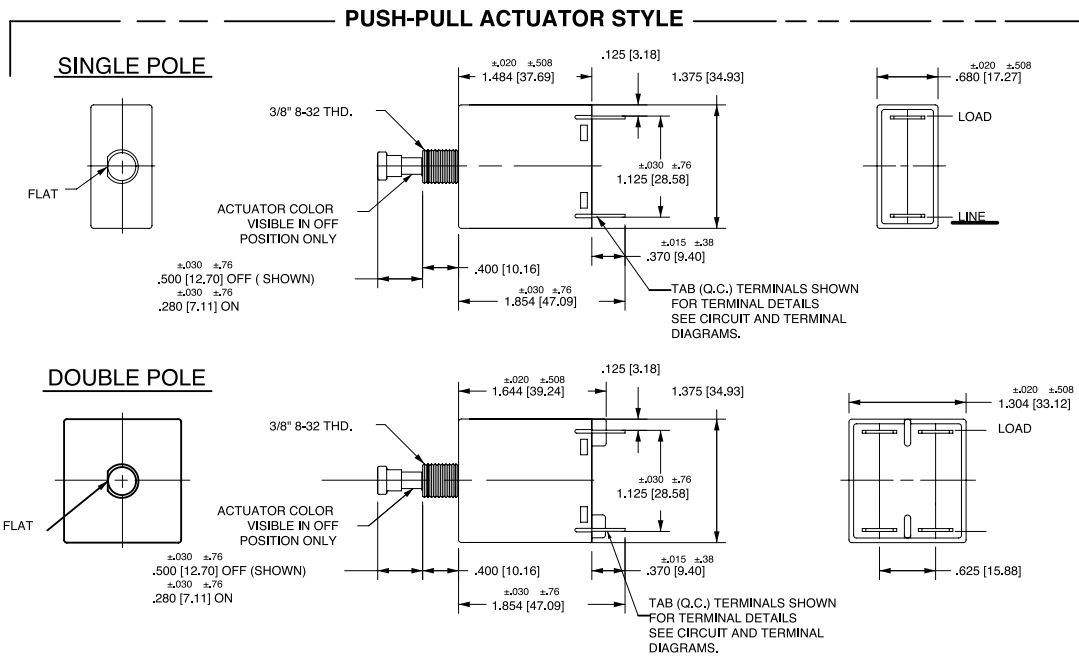 PUSH-PULL ACTUATOR STYLE
SINGLE POLE
±.020 ±.508
1.484 [37.69]
.125 [3.18]
1.375 [34.93]
±.020 ±.508
.680 [17.27]
3/8" 8-32 THD.
LOAD
FLAT
±.030 ±.76
1.125 [28.58]
ACTUATOR COLOR
VISIBLE IN OFF
POSITION ONLY
LINE
±.030 ±.76
.500 [12.70] OFF ( SHOWN)
±.030 ±.76
.280 [7.11] ON
.400 [10.16]
±.015 ±.38
.370 [9.40]
±.030 ±.76
1.854 [47.09]
TAB (Q.C.) TERMINALS SHOWN
FOR TERMINAL DETAILS
SEE CIRCUIT AND TERMINAL
DIAGRAMS.
DOUBLE POLE
±.020 ±.508
1.644 [39.24]
.125 [3.18]
1.375 [34.93]
±.020 ±.508
1.304 [33.12]
3/8" 8-32 THD.
LOAD
±.030 ±.76
1.125 [28.58]
FLAT
ACTUATOR COLOR
VISIBLE IN OFF
POSITION ONLY
±.030 ±.76
.500 [12.70] OFF (SHOWN)
±.030 ±.76
.280 [7.11] ON
.400 [10.16]
±.015 ±.38
.370 [9.40]
.625 [15.88]
±.030 ±.76
1.854 [47.09]
TAB (Q.C.) TERMINALS SHOWN
FOR TERMINAL DETAILS
SEE CIRCUIT AND TERMINAL
DIAGRAMS.